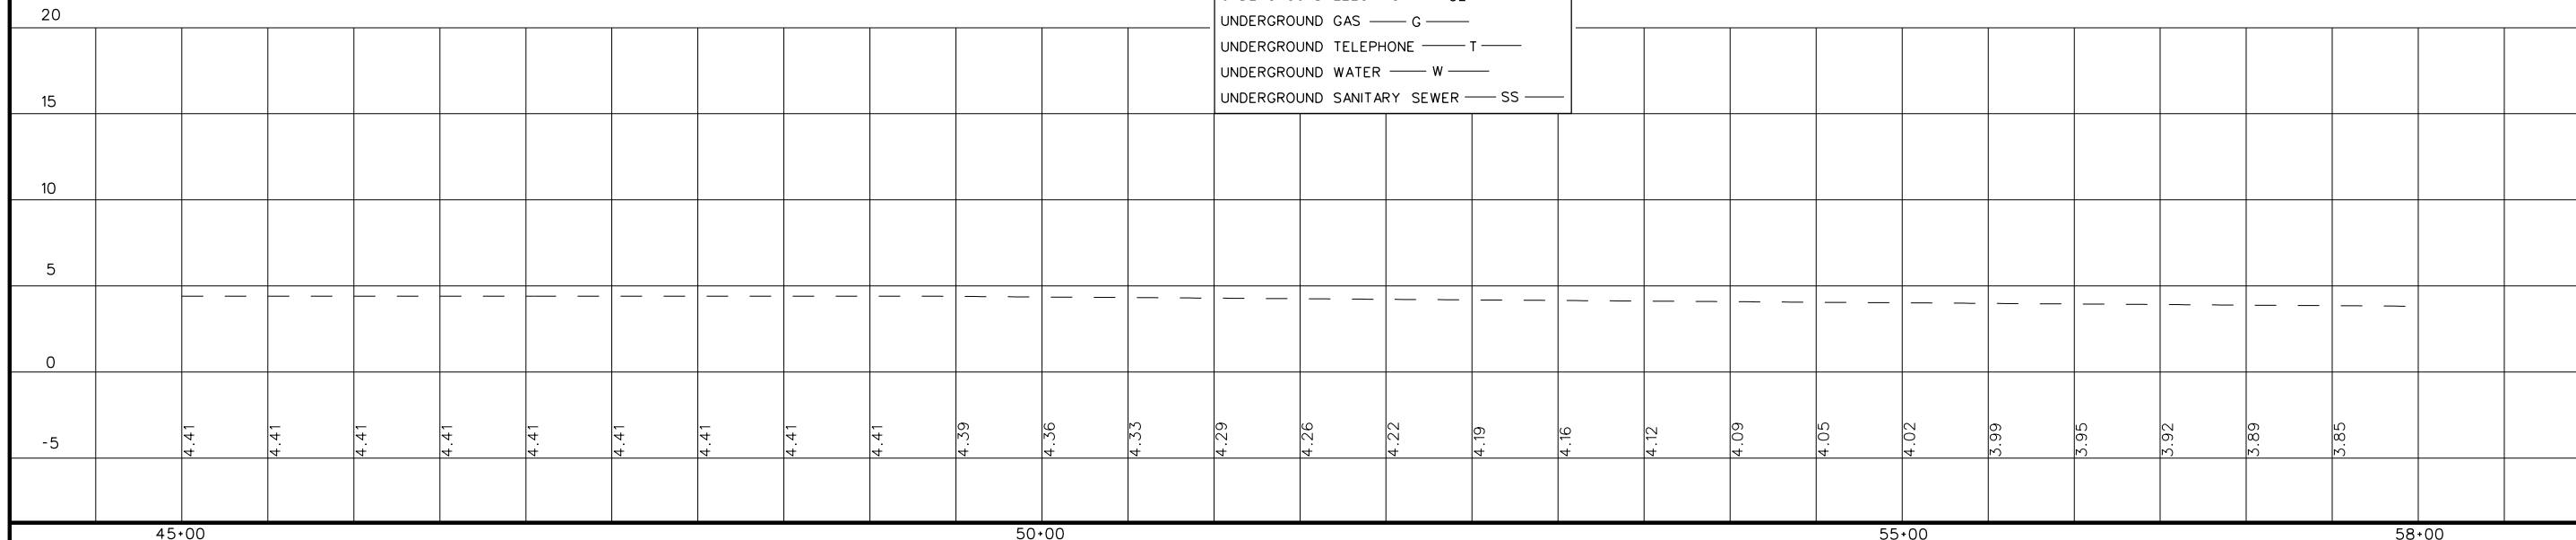 20
UNDERGROUND GAS G
UNDERGROUND TELEPHONE T
UNDERGROUND WATER W
UNDERGROUND SANITARY SEWER SS
15
10
5
0
-5
4.41 4.41 4.41 4.41 4.41 4.41 4.41 4.41 4.41 4.39 4.36 4.33 4.29 4.26 4.22 4.19 4.16 4.12 4.09 4.05 4.02 3.99 3.95 3.92 3.89 3.85
45+00 50+00 55+00 58+00